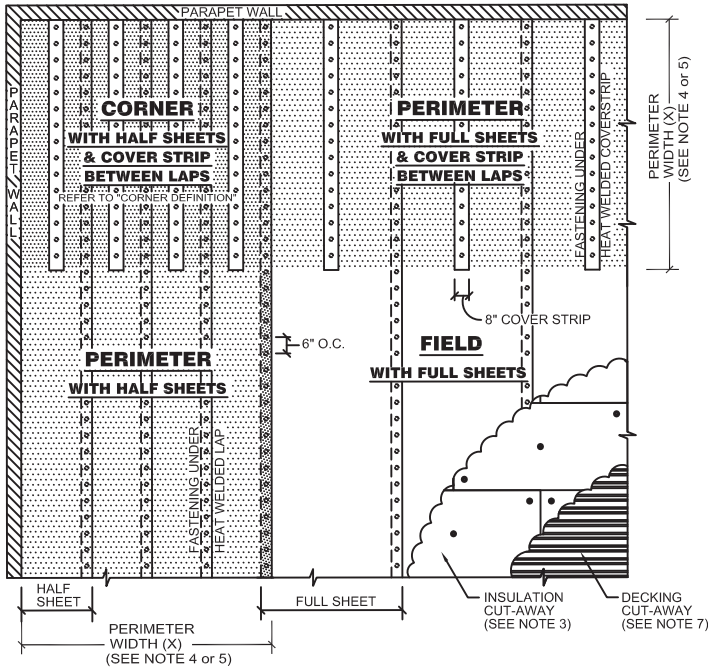 PARAPET WALL
PARAPET WALL
CORNER
WITH HALF SHEETS
& COVER STRIP
BETWEEN LAPS
REFER TO "CORNER DEFINITION"
PERIMETER
WITH FULL SHEETS
& COVER STRIP
BETWEEN LAPS
FASTENING UNDER
HEAT WELDED COVERSTRIP
PERIMETER
WIDTH (X)
(SEE NOTE 4 or 5)
8" COVER STRIP
6" O.C.
PERIMETER
WITH HALF SHEETS
FIELD
WITH FULL SHEETS
FASTENING UNDER
HEAT WELDED LAP
HALF
SHEET
FULL SHEET
INSULATION
CUT-AWAY
(SEE NOTE 3)
DECKING
CUT-AWAY
(SEE NOTE 7)
PERIMETER
WIDTH (X)
(SEE NOTE 4 or 5)